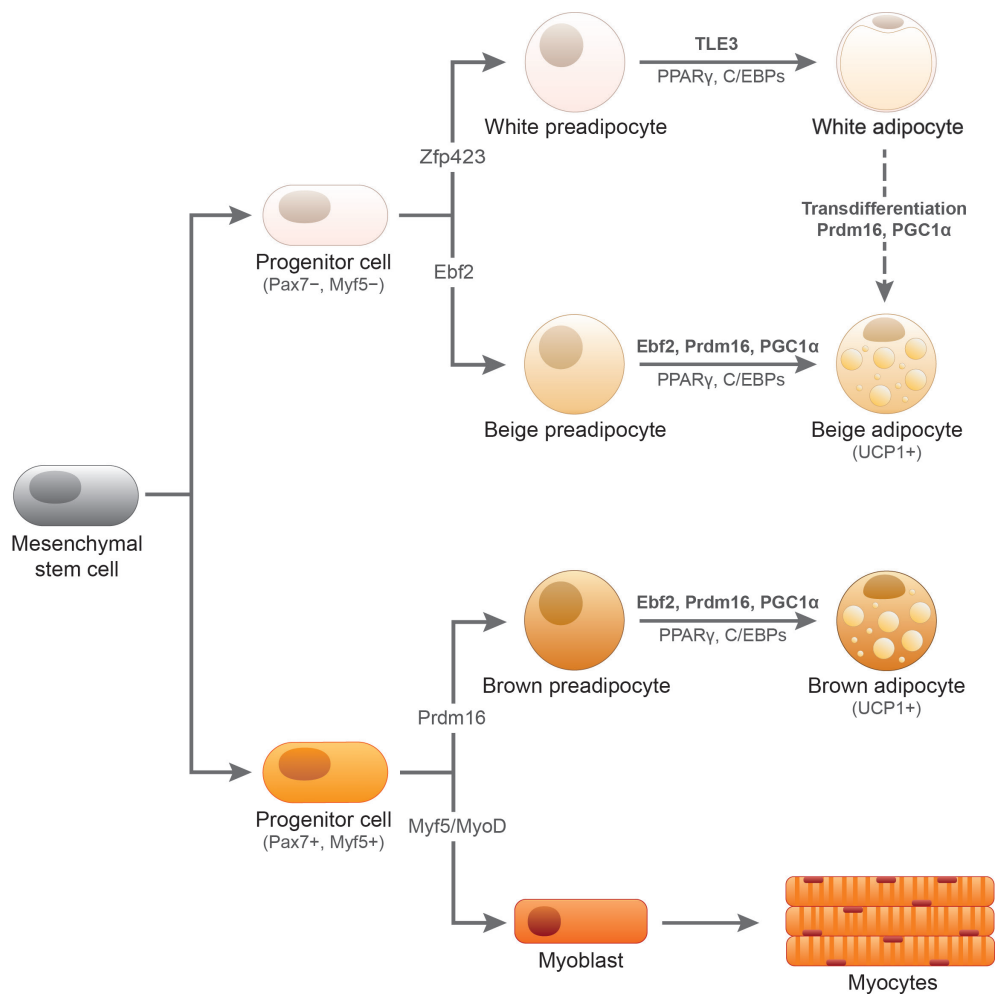 TLE3
PPARγ, C/EBPs
White preadipocyte
White adipocyte
Zfp423
Transdifferentiation
Prdm16, PGC1α
Progenitor cell
(Pax7−, Myf5−)
Ebf2
Ebf2, Prdm16, PGC1α
PPARγ, C/EBPs
Beige preadipocyte
Beige adipocyte
(UCP1+)
Mesenchymal
stem cell
Ebf2, Prdm16, PGC1α
PPARγ, C/EBPs
Brown preadipocyte
Brown adipocyte
(UCP1+)
Prdm16
Progenitor cell
(Pax7+, Myf5+)
Myf5/MyoD
Myoblast
Myocytes